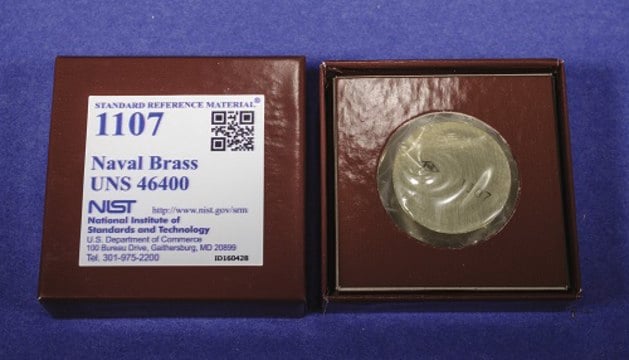 STANDARD REFERENCE MATERIAL®
1107
Naval Brass
UNS 46400
NIST http://www.nist.gov/srm
National Institute of
Standards and Technology
U.S. Department of Commerce
100 Bureau Drive, Gaithersburg, MD 20899
Tel. 301-975-2200 ID160428